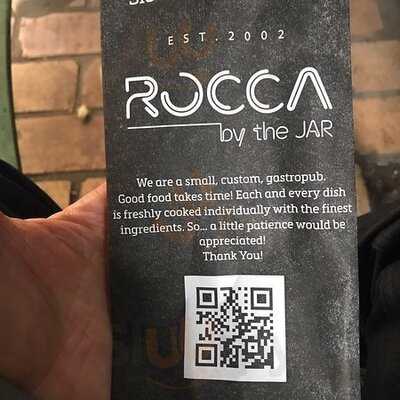 EST. 2002
ROCCA
by the JAR
We are a small, custom, gastropub.
Good food takes time! Each and every dish
is freshly cooked individually with the finest
ingredients. So... a little patience would be
appreciated!
Thank You!